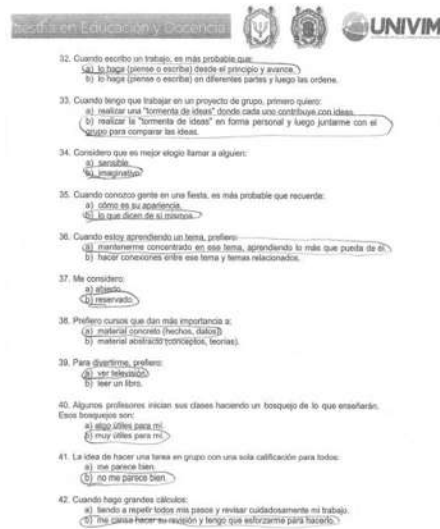 estría en Educación y Docencia
UNIVIM
32. Cuando escribo un trabajo, es más probable que:
a) lo haga (piense o escriba) desde el principio y avance.
b) lo haga (piense o escriba) en diferentes partes y luego las ordene.
33. Cuando tengo que trabajar en un proyecto de grupo, primero quiero:
a) realizar una "tormenta de ideas" donde cada uno contribuye con ideas.
b) realizar la "tormenta de ideas" en forma personal y luego juntarme con el
grupo para comparar las ideas.
34. Considero que es mejor elogio llamar a alguien:
a) sensible.
b) imaginativo.
35. Cuando conozco gente en una fiesta, es más probable que recuerde:
a) cómo es su apariencia.
b) lo que dicen de sí mismos.
36. Cuando estoy aprendiendo un tema, prefiero:
a) mantenerme concentrado en ese tema, aprendiendo lo más que pueda de él.
b) hacer conexiones entre ese tema y temas relacionados.
37. Me considero:
a) abierto.
b) reservado.
38. Prefiero cursos que dan más importancia a:
a) material concreto (hechos, datos).
b) material abstracto (conceptos, teorías).
39. Para divertirme, prefiero:
a) ver televisión.
b) leer un libro.
40. Algunos profesores inician sus clases haciendo un bosquejo de lo que enseñarán.
Esos bosquejos son:
a) algo útiles para mí.
b) muy útiles para mí.
41. La idea de hacer una tarea en grupo con una sola calificación para todos:
a) me parece bien.
b) no me parece bien.
42. Cuando hago grandes cálculos:
a) tiendo a repetir todos mis pasos y revisar cuidadosamente mi trabajo.
b) me cansa hacer su revisión y tengo que esforzarme para hacerlo.